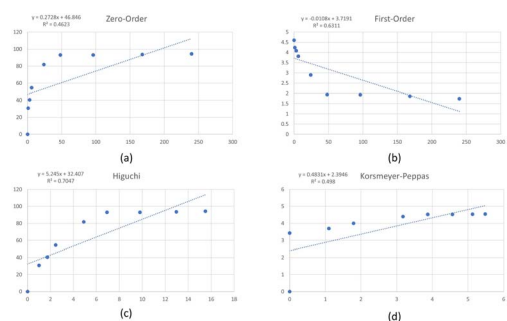 y = 0.2728x + 46.846
R² = 0.4623
Zero-Order
120
100
80
60
40
20
0
0 50 100 150 200 250 300
(a)
y = -0.0108x + 3.7191
R² = 0.6311
First-Order
5
4.5
4
3.5
3
2.5
2
1.5
1
0.5
0
0 50 100 150 200 250 300
(b)
y = 5.245x + 32.407
R² = 0.7047
Higuchi
120
100
80
60
40
20
0
0 2 4 6 8 10 12 14 16 18
(c)
y = 0.4831x + 2.3946
R² = 0.498
Korsmeyer-Peppas
6
5
4
3
2
1
0
0 1 2 3 4 5 6
(d)